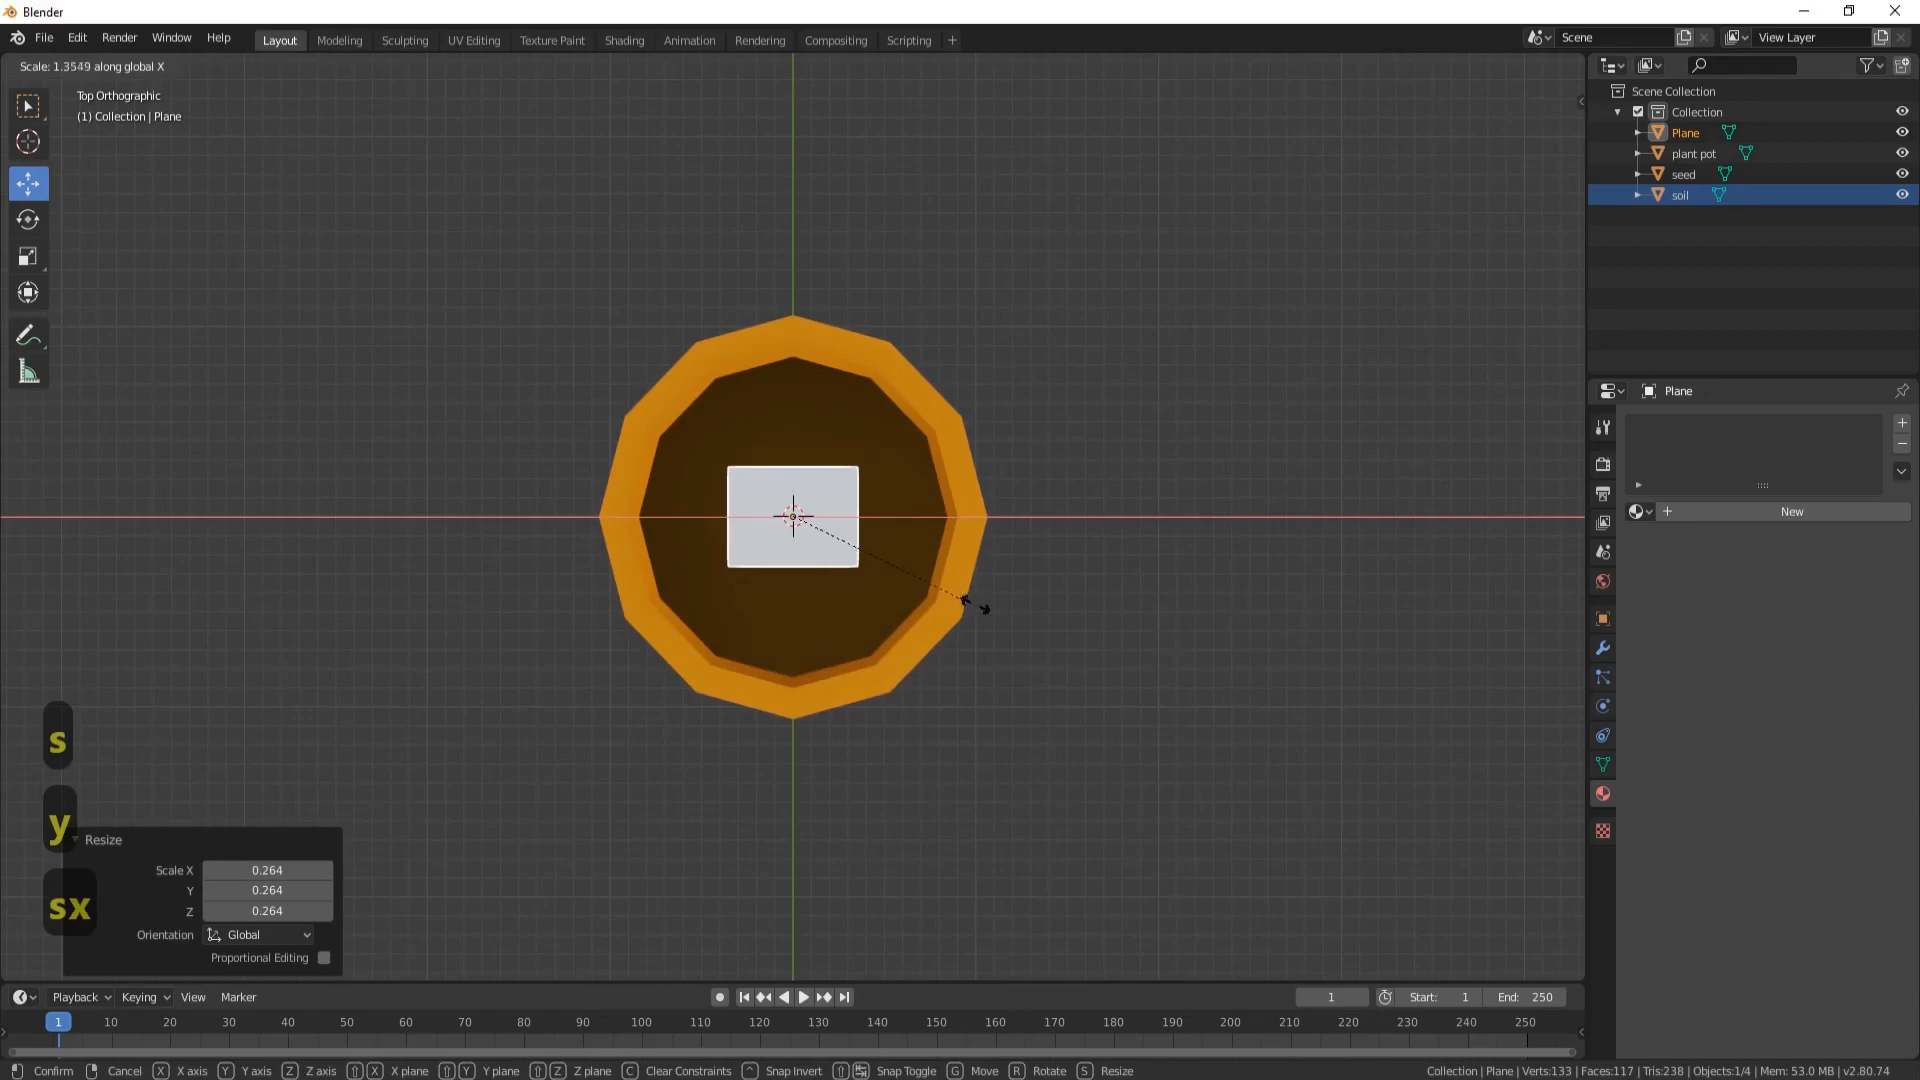 Blender
File Edit Render Window Help
Layout Modeling Sculpting UV Editing Texture Paint Shading Animation Rendering Compositing Scripting +
Scene
View Layer
Scale: 1.3549 along global X
Top Orthographic
(1) Collection | Plane
Scene Collection
Collection
Plane
plant pot
seed
soil
Plane
New
s
y
sx
Resize
Scale X 0.264
Y 0.264
Z 0.264
Orientation Global
Proportional Editing
Playback Keying View Marker
1
Start: 1
End: 250
1 10 20 30 40 50 60 70 80 90 100 110 120 130 140 150 160 170 180 190 200 210 220 230 240 250
Confirm Cancel X X axis Y Y axis Z Z axis X X plane Y Y plane Z Z plane C Clear Constraints ^ Snap Invert Snap Toggle G Move R Rotate S Resize
Collection | Plane | Verts:133 | Faces:117 | Tris:238 | Objects:1/4 | Mem: 53.0 MB | v2.80.74